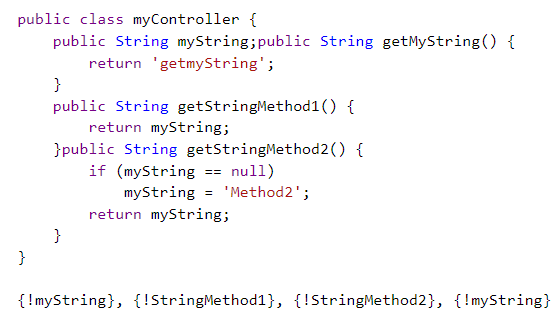 public class myController {
    public String myString;public String getMyString() {
        return 'getmyString';
    }
    public String getStringMethod1() {
        return myString;
    }public String getStringMethod2() {
        if (myString == null)
            myString = 'Method2';
        return myString;
    }
}
{!myString}, {!StringMethod1}, {!StringMethod2}, {!myString}